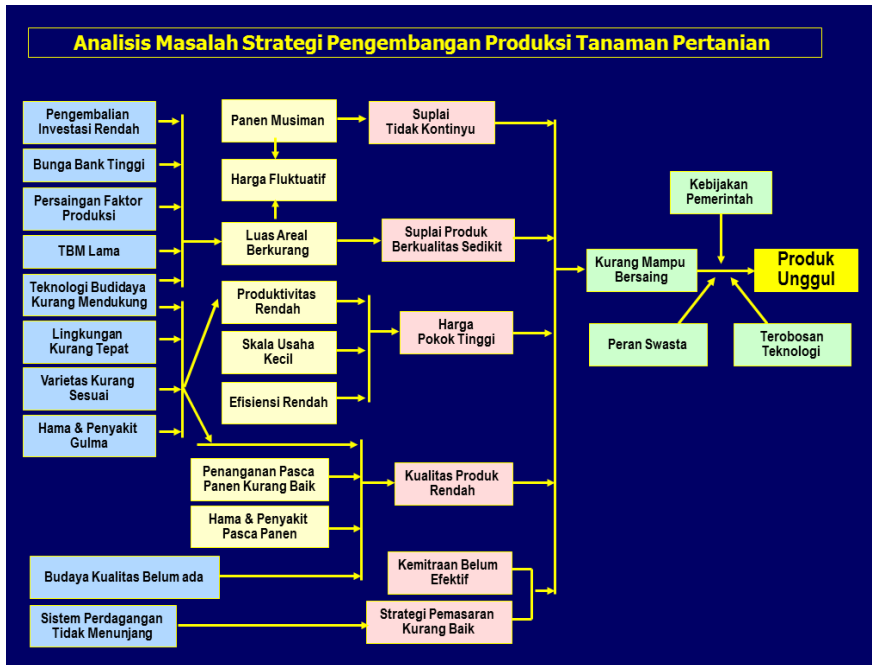 Analisis Masalah Strategi Pengembangan Produksi Tanaman Pertanian
Pengembalian
Investasi Rendah
Bunga Bank Tinggi
Persaingan Faktor
Produksi
TBM Lama
Teknologi Budidaya
Kurang Mendukung
Lingkungan
Kurang Tepat
Varietas Kurang
Sesuai
Hama & Penyakit
Gulma
Budaya Kualitas Belum ada
Sistem Perdagangan
Tidak Menunjang
Panen Musiman
Harga Fluktuatif
Luas Areal
Berkurang
Produktivitas
Rendah
Skala Usaha
Kecil
Efisiensi Rendah
Penanganan Pasca
Panen Kurang Baik
Hama & Penyakit
Pasca Panen
Suplai
Tidak Kontinyu
Suplai Produk
Berkualitas Sedikit
Harga
Pokok Tinggi
Kualitas Produk
Rendah
Kemitraan Belum
Efektif
Strategi Pemasaran
Kurang Baik
Kurang Mampu
Bersaing
Kebijakan
Pemerintah
Peran Swasta
Terobosan
Teknologi
Produk
Unggul